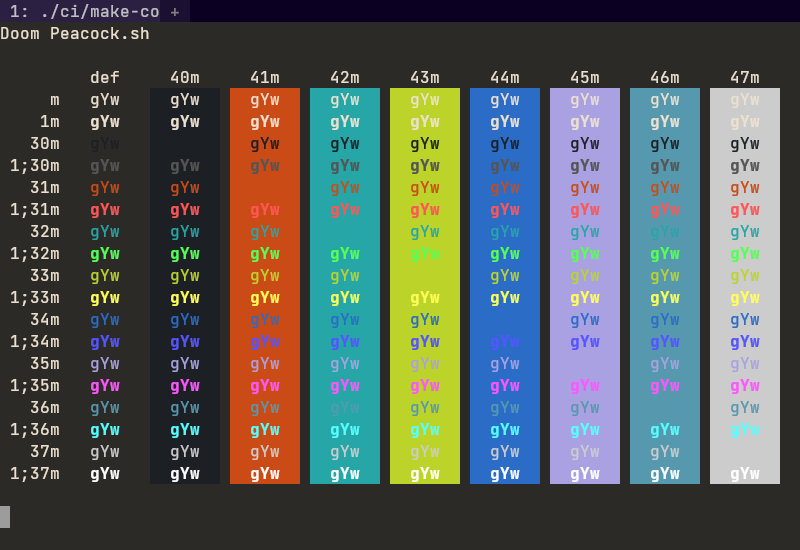 1: ./ci/make-co +
Doom Peacock.sh
def 40m 41m 42m 43m 44m 45m 46m 47m
m gYw gYw gYw gYw gYw gYw gYw gYw gYw
1m gYw gYw gYw gYw gYw gYw gYw gYw gYw
30m gYw gYw gYw gYw gYw gYw gYw gYw
1;30m gYw gYw gYw gYw gYw gYw gYw gYw gYw
31m gYw gYw gYw gYw gYw gYw gYw gYw
1;31m gYw gYw gYw gYw gYw gYw gYw gYw gYw
32m gYw gYw gYw gYw gYw gYw gYw gYw
1;32m gYw gYw gYw gYw gYw gYw gYw gYw gYw
33m gYw gYw gYw gYw gYw gYw gYw gYw
1;33m gYw gYw gYw gYw gYw gYw gYw gYw gYw
34m gYw gYw gYw gYw gYw gYw gYw gYw
1;34m gYw gYw gYw gYw gYw gYw gYw gYw gYw
35m gYw gYw gYw gYw gYw gYw gYw gYw
1;35m gYw gYw gYw gYw gYw gYw gYw gYw gYw
36m gYw gYw gYw gYw gYw gYw gYw gYw
1;36m gYw gYw gYw gYw gYw gYw gYw gYw gYw
37m gYw gYw gYw gYw gYw gYw gYw gYw
1;37m gYw gYw gYw gYw gYw gYw gYw gYw gYw